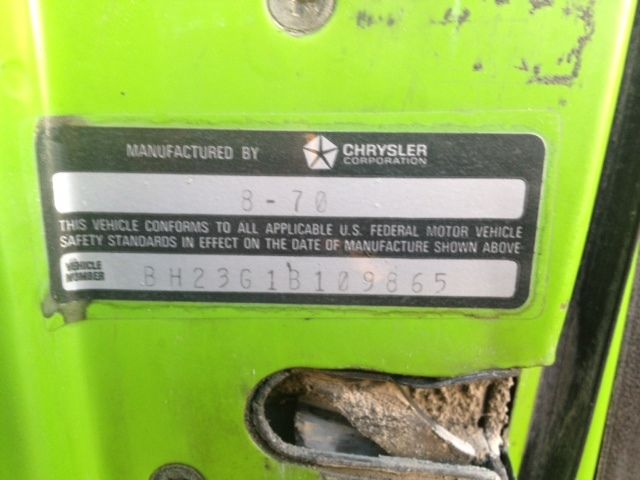 MANUFACTURED BY CHRYSLER CORPORATION
8-70
THIS VEHICLE CONFORMS TO ALL APPLICABLE U.S. FEDERAL MOTOR VEHICLE
SAFETY STANDARDS IN EFFECT ON THE DATE OF MANUFACTURE SHOWN ABOVE
VEHICLE NUMBER BH23G1B109865